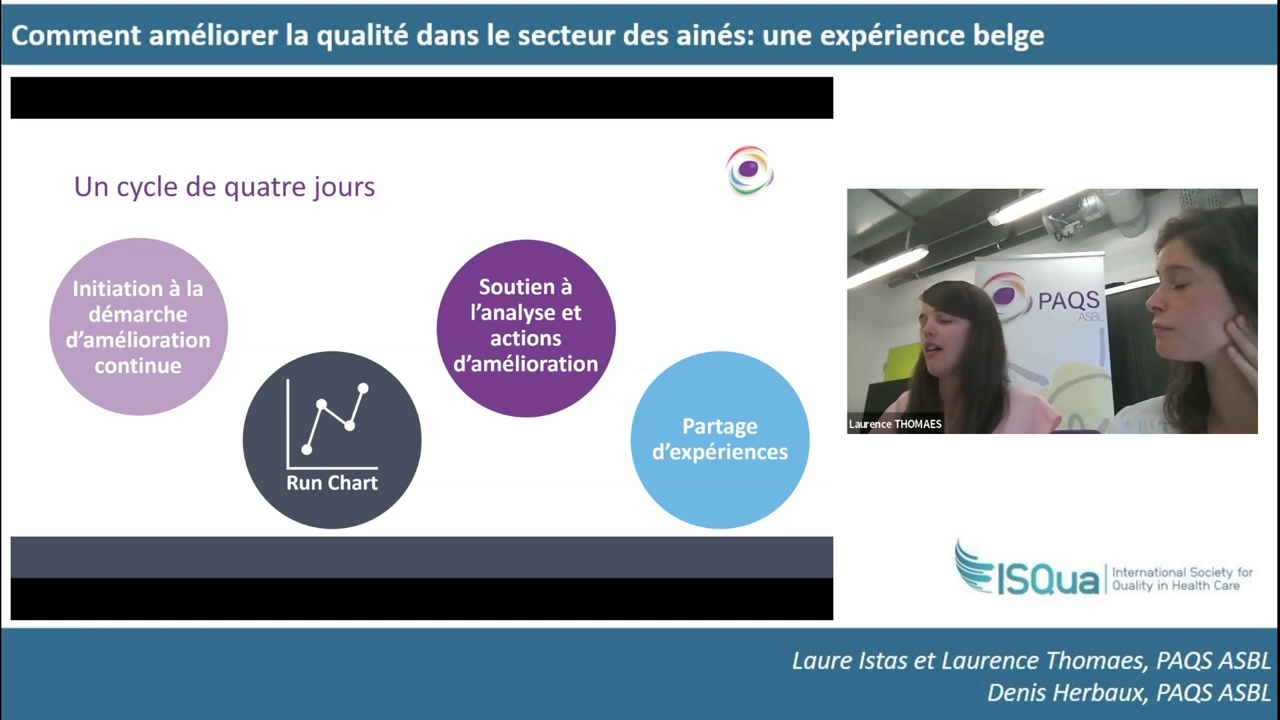 Comment améliorer la qualité dans le secteur des ainés: une expérience belge
Un cycle de quatre jours
Initiation à la
démarche
d'amélioration
continue
Run Chart
Soutien à
l'analyse et
actions
d'amélioration
Partage
d'expériences
PAQS
ASBL
Laurence THOMAES
ISQua
International Society for
Quality in Health Care
Laure Istas et Laurence Thomaes, PAQS ASBL
Denis Herbaux, PAQS ASBL